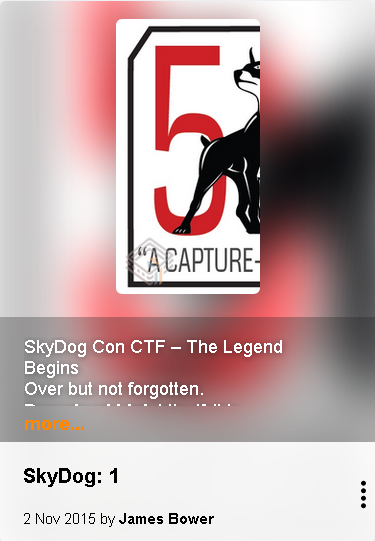 5
“A CAPTURE-
SkyDog Con CTF – The Legend
Begins
Over but not forgotten.
more...
SkyDog: 1
2 Nov 2015 by James Bower